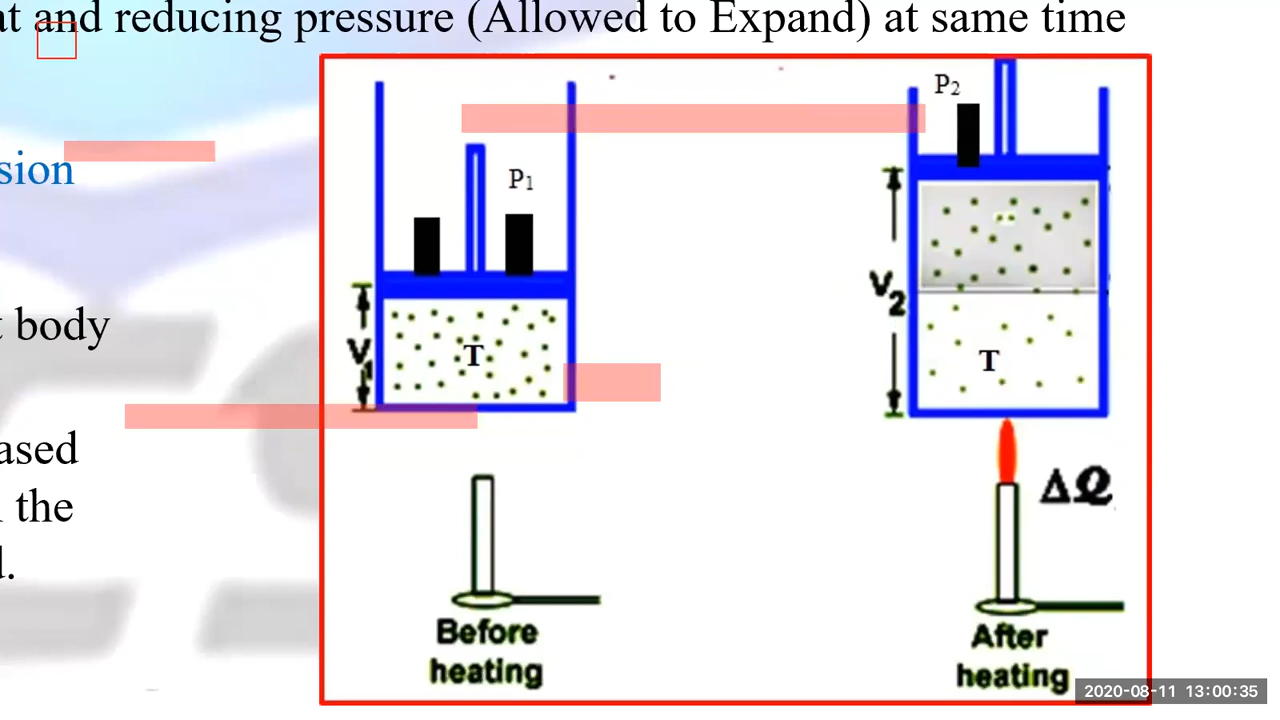 at and reducing pressure (Allowed to Expand) at same time
P₂
sion
P₁
V₂
t body
V₁
T
T
ased
ΔQ
the
d.
Before
heating
After
heating
2020-08-11 13:00:35